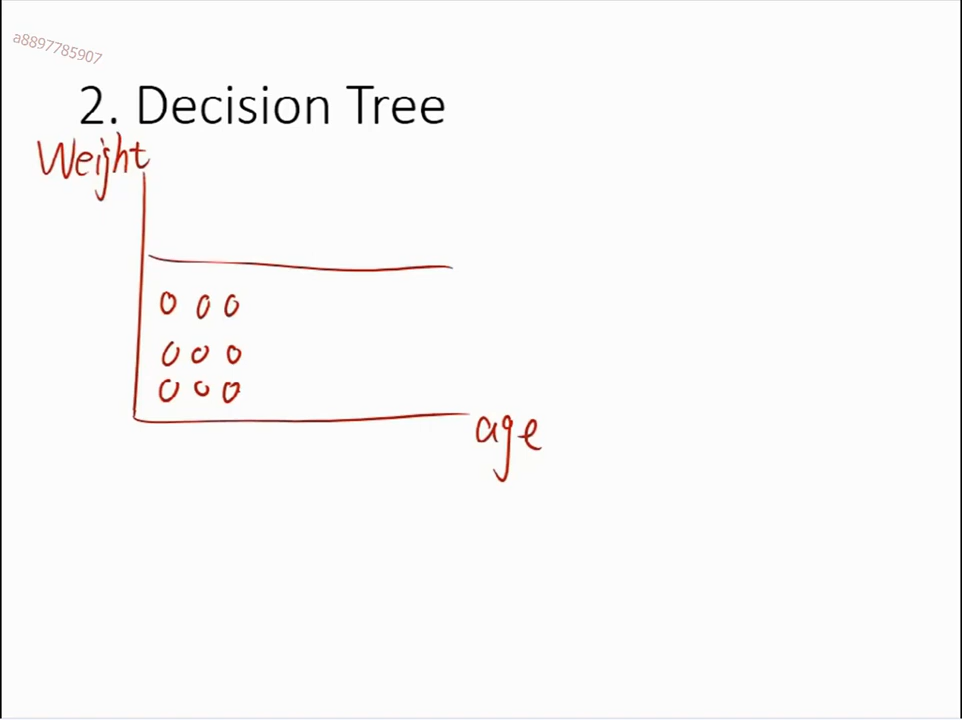 a8897785907
2. Decision Tree
Weight
o o o
o o o
o o o
age